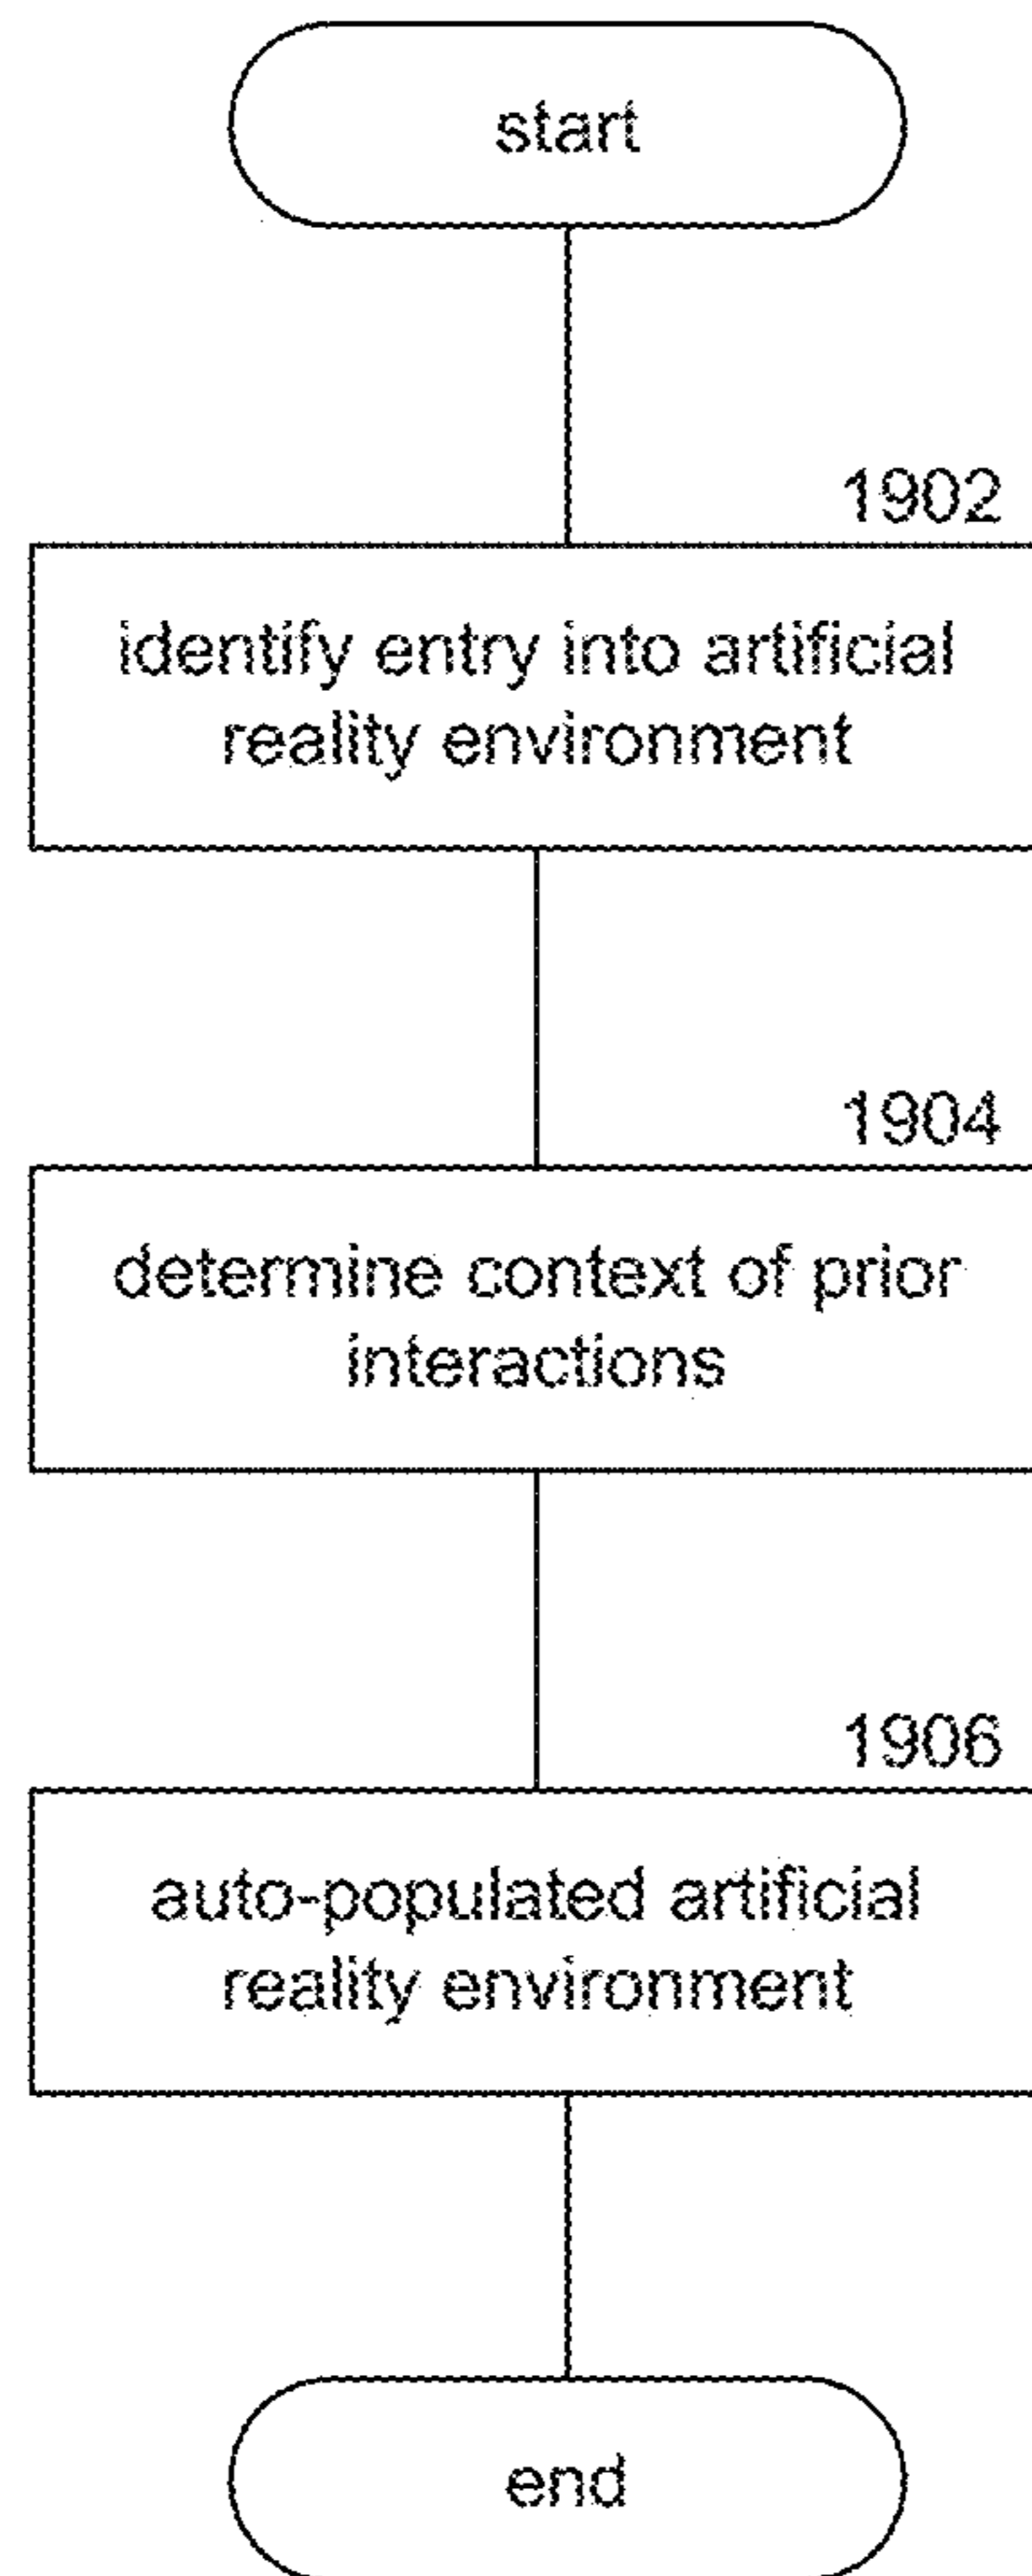 start
1902
identify entry into artificial
reality environment
1904
determine context of prior
interactions
1906
auto-populated artificial
reality environment
end